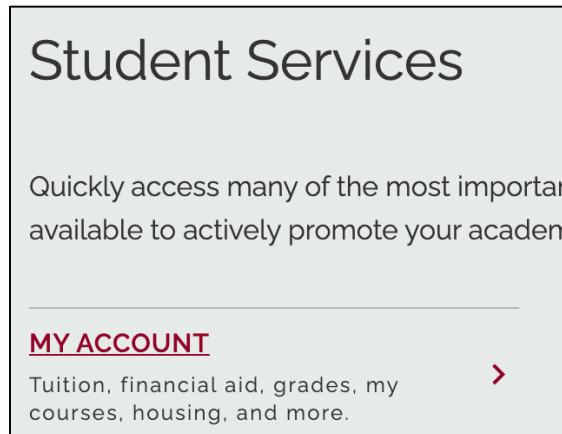 Student Services
Quickly access many of the most
available to actively promote your
MY ACCOUNT
Tuition, financial aid, grades, my
courses, housing, and more.